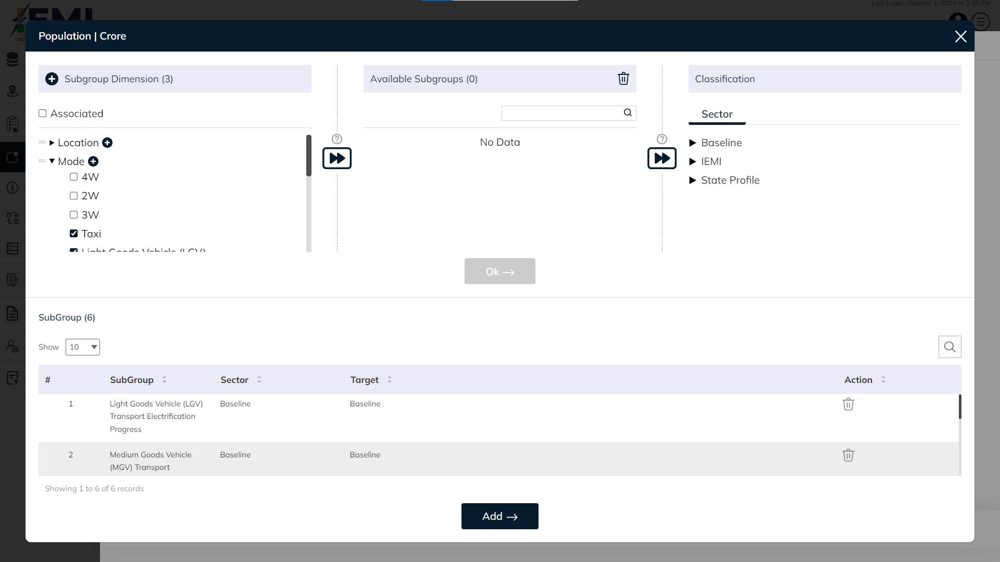 Last Login : October 1, 2024 at 3:38 PM
IEMI
IND
Population | Crore
Subgroup Dimension (3)
Available Subgroups (0)
Classification
Associated
Sector
Location
No Data
Baseline
Mode
IEMI
4W
State Profile
2W
3W
Taxi
Light Goods Vehicle (LGV)
Ok
SubGroup (6)
Show 10
# SubGroup Sector Target Action
1 Light Goods Vehicle (LGV) Baseline Baseline
Transport Electrification
Progress
2 Medium Goods Vehicle Baseline Baseline
(MGV) Transport
Showing 1 to 6 of 6 records
Add